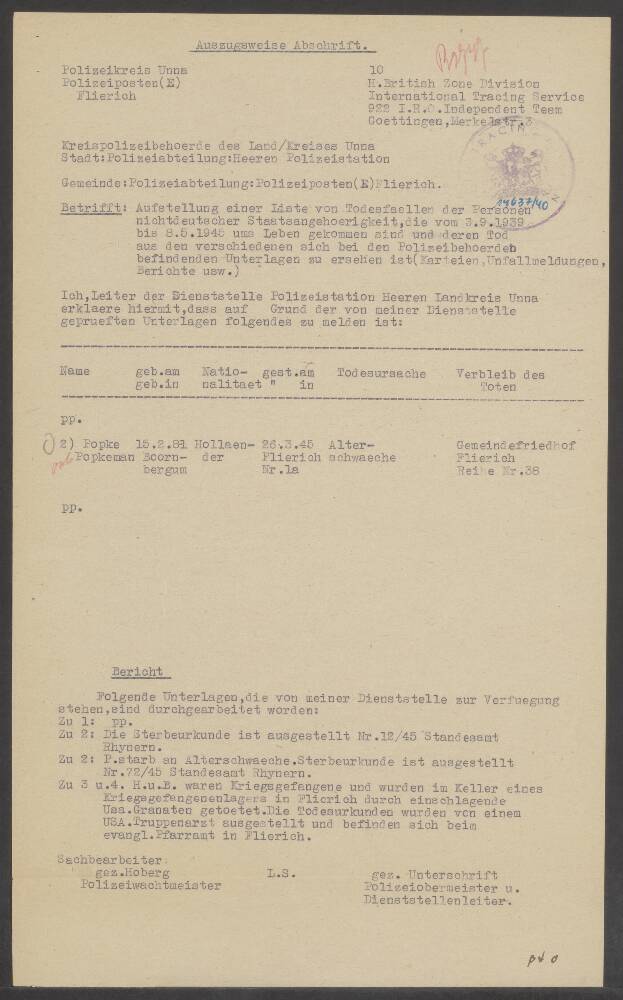 Auszugsweise Abschrift.
Polizeikreis Unna
Polizeiposten(E)
Flierich
10
H.British Zone Division
International Tracing Service
922 I.R.O.Independent Team
Goettingen,Merkelstr.3
TRACING
14637/40
Kreispolizeibehoerde des Land/Kreises Unna
Stadt:Polizeiabteilung:Heeren Polizeistation
Gemeinde:Polizeiabteilung:Polizeiposten(E)Flierich.
Betrifft: Aufstellung einer Liste von Todesfaellen der Personen
nichtdeutscher Staatsangehoerigkeit,die vom 3.9.1939
bis 8.5.1945 ums Leben gekommen sind und deren Tod
aus den verschiedenen sich bei den Polizeibehoerden
befindenden Unterlagen zu ersehen ist(Karteien,Unfallmeldungen,
Berichte usw.)
Ich,Leiter der Dienststelle Polizeistation Heeren Landkreis Unna
erklaere hiermit,dass auf Grund der von meiner Dienststelle
geprueften Unterlagen folgendes zu melden ist:
Name geb.am Natio- gest.am Todesursache Verbleib des
geb.in nalitaet " in Toten
pp.
2) Popke 15.2.81 Hollaen- 26.3.45 Alter- Gemeindefriedhof
Popkeman Scorn- der Flierich schwaeche Flierich
bergum Nr.1a Reihe Nr.38
pp.
Bericht
Folgende Unterlagen,die von meiner Dienststelle zur Verfuegung
stehen,sind durchgearbeitet worden:
Zu 1: pp.
Zu 2: Die Sterbeurkunde ist ausgestellt Nr.12/45 Standesamt
Rhynern.
Zu 2: P.starb an Alterschwaeche.Sterbeurkunde ist ausgestellt
Nr.72/45 Standesamt Rhynern.
Zu 3 u.4. H.u.B. waren Kriegsgefangene und wurden im Keller eines
Kriegsgefangenenlagers in Flierich durch einschlagende
Usa.Granaten getoetet.Die Todesurkunden wurden von einem
USA.Truppenarzt ausgestellt und befinden sich beim
evangl.Pfarramt in Flierich.
Sachbearbeiter
gez.Hoberg L.S. gez. Unterschrift
Polizeiwachtmeister Polizeiobermeister u.
Dienststellenleiter.